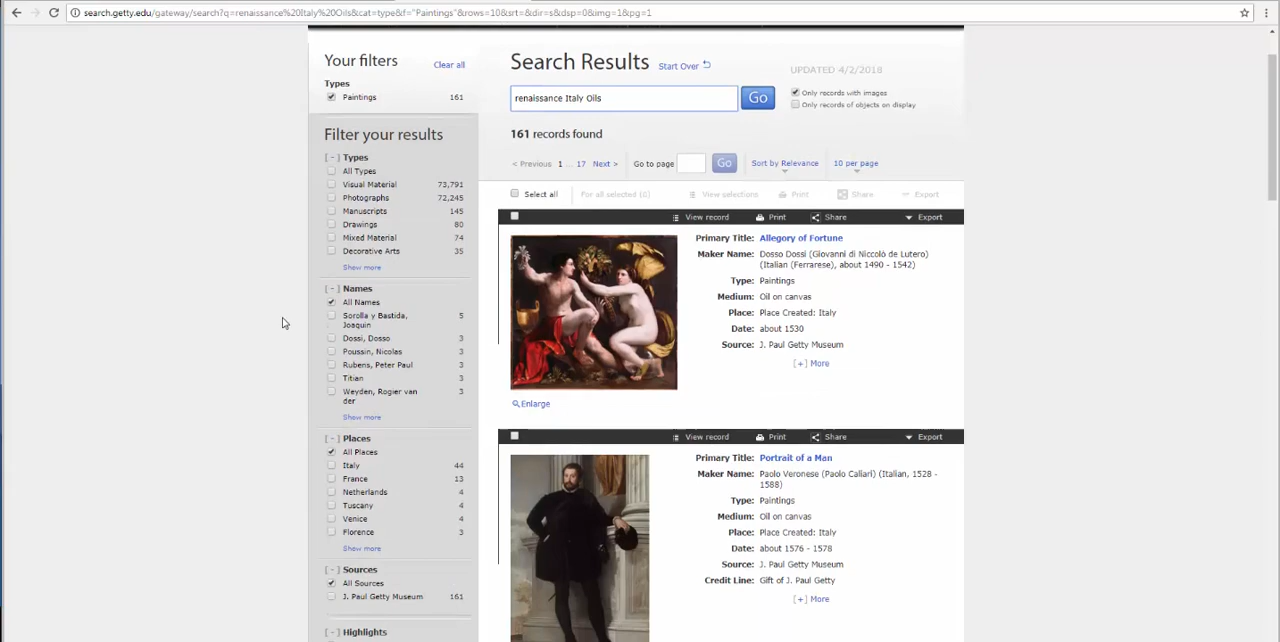 search.getty.edu/gateway/search?q=renaissance%20Italy%20Oils&cat=type&f="Paintings"&rows=10&srt=&dir=s&dsp=0&img=1&pg=1
Your filters
Clear all
Types
Paintings 161
Filter your results
[ - ] Types
All Types
Visual Material 73,791
Photographs 72,245
Manuscripts 145
Drawings 80
Mixed Material 74
Decorative Arts 35
Show more
[ - ] Names
All Names
Sorolla y Bastida, 5
Joaquin
Dossi, Dosso 3
Poussin, Nicolas 3
Rubens, Peter Paul 3
Titian 3
Weyden, Rogier van 3
der
Show more
[ - ] Places
All Places
Italy 44
France 13
Netherlands 4
Tuscany 4
Venice 4
Florence 3
Show more
[ - ] Sources
All Sources
J. Paul Getty Museum 161
[ - ] Highlights
Search Results Start Over
UPDATED 4/2/2018
renaissance Italy Oils Go
Only records with images
Only records of objects on display
161 records found
< Previous 1 ... 17 Next > Go to page Go Sort by Relevance 10 per page
Select all For all selected (0) View selections Print Share Export
View record Print Share Export
Primary Title: Allegory of Fortune
Maker Name: Dosso Dossi (Giovanni di Niccolò de Lutero)
(Italian (Ferrarese), about 1490 - 1542)
Type: Paintings
Medium: Oil on canvas
Place: Place Created: Italy
Date: about 1530
Source: J. Paul Getty Museum
[+] More
Enlarge
View record Print Share Export
Primary Title: Portrait of a Man
Maker Name: Paolo Veronese (Paolo Caliari) (Italian, 1528 -
1588)
Type: Paintings
Medium: Oil on canvas
Place: Place Created: Italy
Date: about 1576 - 1578
Source: J. Paul Getty Museum
Credit Line: Gift of J. Paul Getty
[+] More